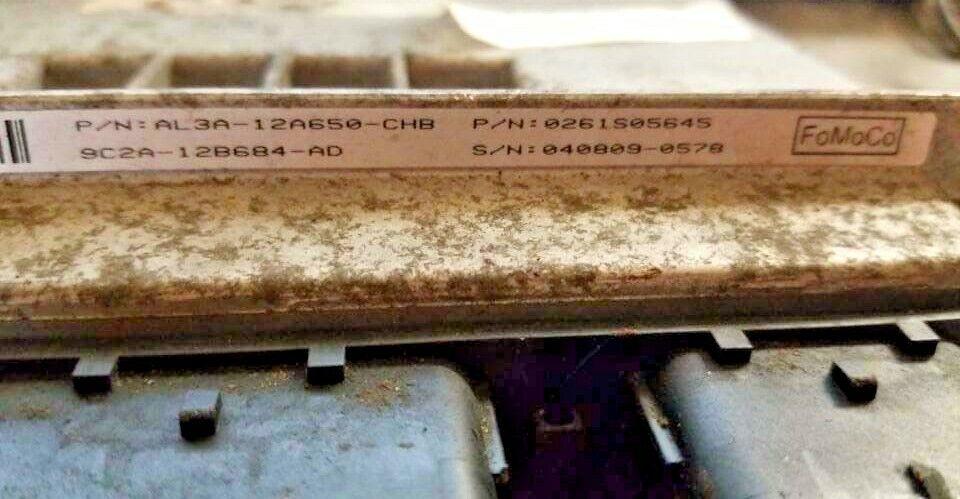 P/N:AL3A-12A650-CHB P/N:0261S05645
9C2A-12B684-AD S/N:040809-0578
FoMoCo